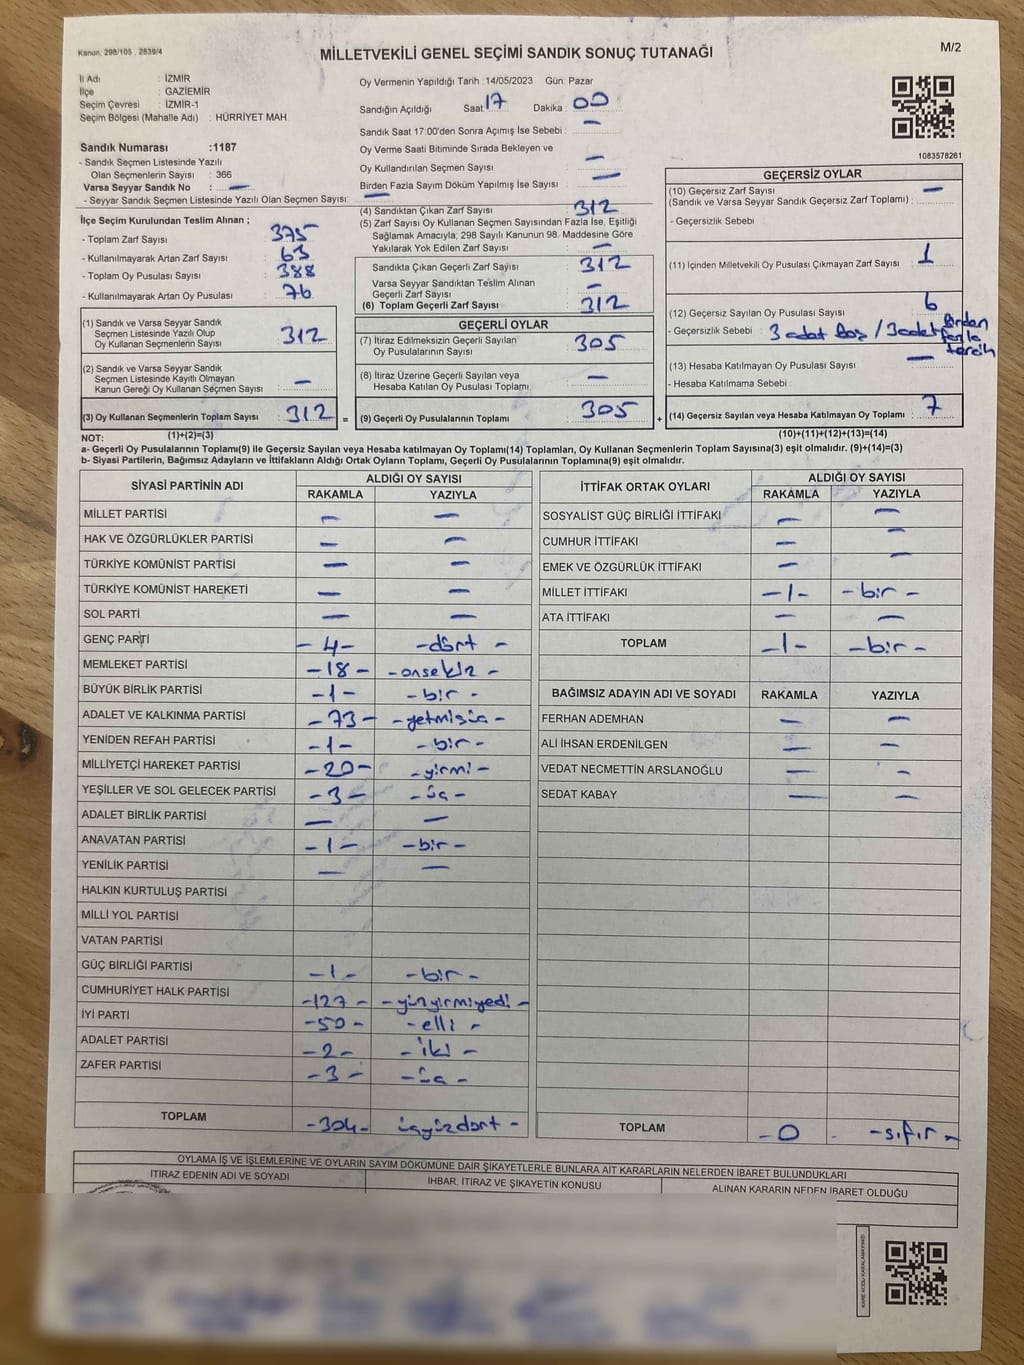 Kanun: 298/105 , 2839/4
MİLLETVEKİLİ GENEL SEÇİMİ SANDIK SONUÇ TUTANAĞI
M/2
İl Adı : İZMİR
İlçe : GAZİEMİR
Seçim Çevresi : İZMİR-1
Seçim Bölgesi (Mahalle Adı) : HÜRRİYET MAH.
Sandık Numarası :1187
- Sandık Seçmen Listesinde Yazılı
Olan Seçmenlerin Sayısı : 366
Varsa Seyyar Sandık No : —
- Seyyar Sandık Seçmen Listesinde Yazılı Olan Seçmen Sayısı: —
İlçe Seçim Kurulundan Teslim Alınan ;
- Toplam Zarf Sayısı : 375
- Kullanılmayarak Artan Zarf Sayısı : 63
- Toplam Oy Pusulası Sayısı : 388
- Kullanılmayarak Artan Oy Pusulası : 76
(1) Sandık ve Varsa Seyyar Sandık
Seçmen Listesinde Yazılı Olup
Oy Kullanan Seçmenlerin Sayısı : 312
(2) Sandık ve Varsa Seyyar Sandık
Seçmen Listesinde Kayıtlı Olmayan
Kanun Gereği Oy Kullanan Seçmen Sayısı : —
(3) Oy Kullanan Seçmenlerin Toplam Sayısı : 312
(1)+(2)=(3)
Oy Vermenin Yapıldığı Tarih :14/05/2023 Gün: Pazar
Sandığın Açıldığı Saat : 17 Dakika : 00
Sandık Saat 17:00'den Sonra Açımış İse Sebebi : —
Oy Verme Saati Bitiminde Sırada Bekleyen ve
Oy Kullandırılan Seçmen Sayısı : —
Birden Fazla Sayım Döküm Yapılmış İse Sayısı : —
(4) Sandıktan Çıkan Zarf Sayısı : 312
(5) Zarf Sayısı Oy Kullanan Seçmen Sayısından Fazla İse, Eşitliği
Sağlamak Amacıyla, 298 Sayılı Kanunun 98. Maddesine Göre
Yakılarak Yok Edilen Zarf Sayısı : —
Sandıkta Çıkan Geçerli Zarf Sayısı : 312
Varsa Seyyar Sandıktan Teslim Alınan
Geçerli Zarf Sayısı : —
(6) Toplam Geçerli Zarf Sayısı : 312
GEÇERLİ OYLAR
(7) İtiraz Edilmeksizin Geçerli Sayılan
Oy Pusulalarının Sayısı : 305
(8) İtiraz Üzerine Geçerli Sayılan veya
Hesaba Katılan Oy Pusulası Toplamı : —
= (9) Geçerli Oy Pusulalarının Toplamı : 305 +
1083578261
GEÇERSİZ OYLAR
(10) Geçersiz Zarf Sayısı
(Sandık ve Varsa Seyyar Sandık Geçersiz Zarf Toplamı) : —
- Geçersizlik Sebebi :
(11) İçinden Milletvekili Oy Pusulası Çıkmayan Zarf Sayısı : 1
(12) Geçersiz Sayılan Oy Pusulası Sayısı : 6
- Geçersizlik Sebebi : 3 adet boş / 3 adet birden fazla tercih
(13) Hesaba Katılmayan Oy Pusulası Sayısı : —
- Hesaba Katılmama Sebebi :
(14) Geçersiz Sayılan veya Hesaba Katılmayan Oy Toplamı : 7
(10)+(11)+(12)+(13)=(14)
NOT:
a- Geçerli Oy Pusulalarının Toplamı(9) ile Geçersiz Sayılan veya Hesaba katılmayan Oy Toplamı(14) Toplamları, Oy Kullanan Seçmenlerin Toplam Sayısına(3) eşit olmalıdır. (9)+(14)=(3)
b- Siyasi Partilerin, Bağımsız Adayların ve İttifakların Aldığı Ortak Oyların Toplamı, Geçerli Oy Pusulalarının Toplamına(9) eşit olmalıdır.
SİYASİ PARTİNİN ADI ALDIĞI OY SAYISI
RAKAMLA YAZIYLA
MİLLET PARTİSİ — —
HAK VE ÖZGÜRLÜKLER PARTİSİ — —
TÜRKİYE KOMÜNİST PARTİSİ — —
TÜRKİYE KOMÜNİST HAREKETİ — —
SOL PARTİ — —
GENÇ PARTİ -4- -dört -
MEMLEKET PARTİSİ -18- -onsekiz -
BÜYÜK BİRLİK PARTİSİ -1- -bir -
ADALET VE KALKINMA PARTİSİ -73- -yetmişüç -
YENİDEN REFAH PARTİSİ -1- -bir -
MİLLİYETÇİ HAREKET PARTİSİ -20- -yirmi -
YEŞİLLER VE SOL GELECEK PARTİSİ -3- -üç -
ADALET BİRLİK PARTİSİ — —
ANAVATAN PARTİSİ -1- -bir -
YENİLİK PARTİSİ — —
HALKIN KURTULUŞ PARTİSİ
MİLLİ YOL PARTİSİ
VATAN PARTİSİ
GÜÇ BİRLİĞİ PARTİSİ -1- -bir -
CUMHURİYET HALK PARTİSİ -127- -yüzyirmiyedi -
İYİ PARTİ -50- -elli -
ADALET PARTİSİ -2- -iki -
ZAFER PARTİSİ -3- -üç -
TOPLAM -304- üçyüzdört -
İTTİFAK ORTAK OYLARI ALDIĞI OY SAYISI
RAKAMLA YAZIYLA
SOSYALİST GÜÇ BİRLİĞİ İTTİFAKI — —
CUMHUR İTTİFAKI — —
EMEK VE ÖZGÜRLÜK İTTİFAKI — —
MİLLET İTTİFAKI -1- -bir -
ATA İTTİFAKI — —
TOPLAM -1- -bir -
BAĞIMSIZ ADAYIN ADI VE SOYADI RAKAMLA YAZIYLA
FERHAN ADEMHAN — —
ALİ İHSAN ERDENİLGEN — —
VEDAT NECMETTİN ARSLANOĞLU — —
SEDAT KABAY — —
TOPLAM -0 - -sıfır -
OYLAMA İŞ VE İŞLEMLERİNE VE OYLARIN SAYIM DÖKÜMÜNE DAİR ŞİKAYETLERLE BUNLARA AİT KARARLARIN NELERDEN İBARET BULUNDUKLARI
İTİRAZ EDENİN ADI VE SOYADI İHBAR, İTİRAZ VE ŞİKAYETİN KONUSU ALINAN KARARIN NEDEN İBARET OLDUĞU
KARE KODU KARALAMAYINIZ!